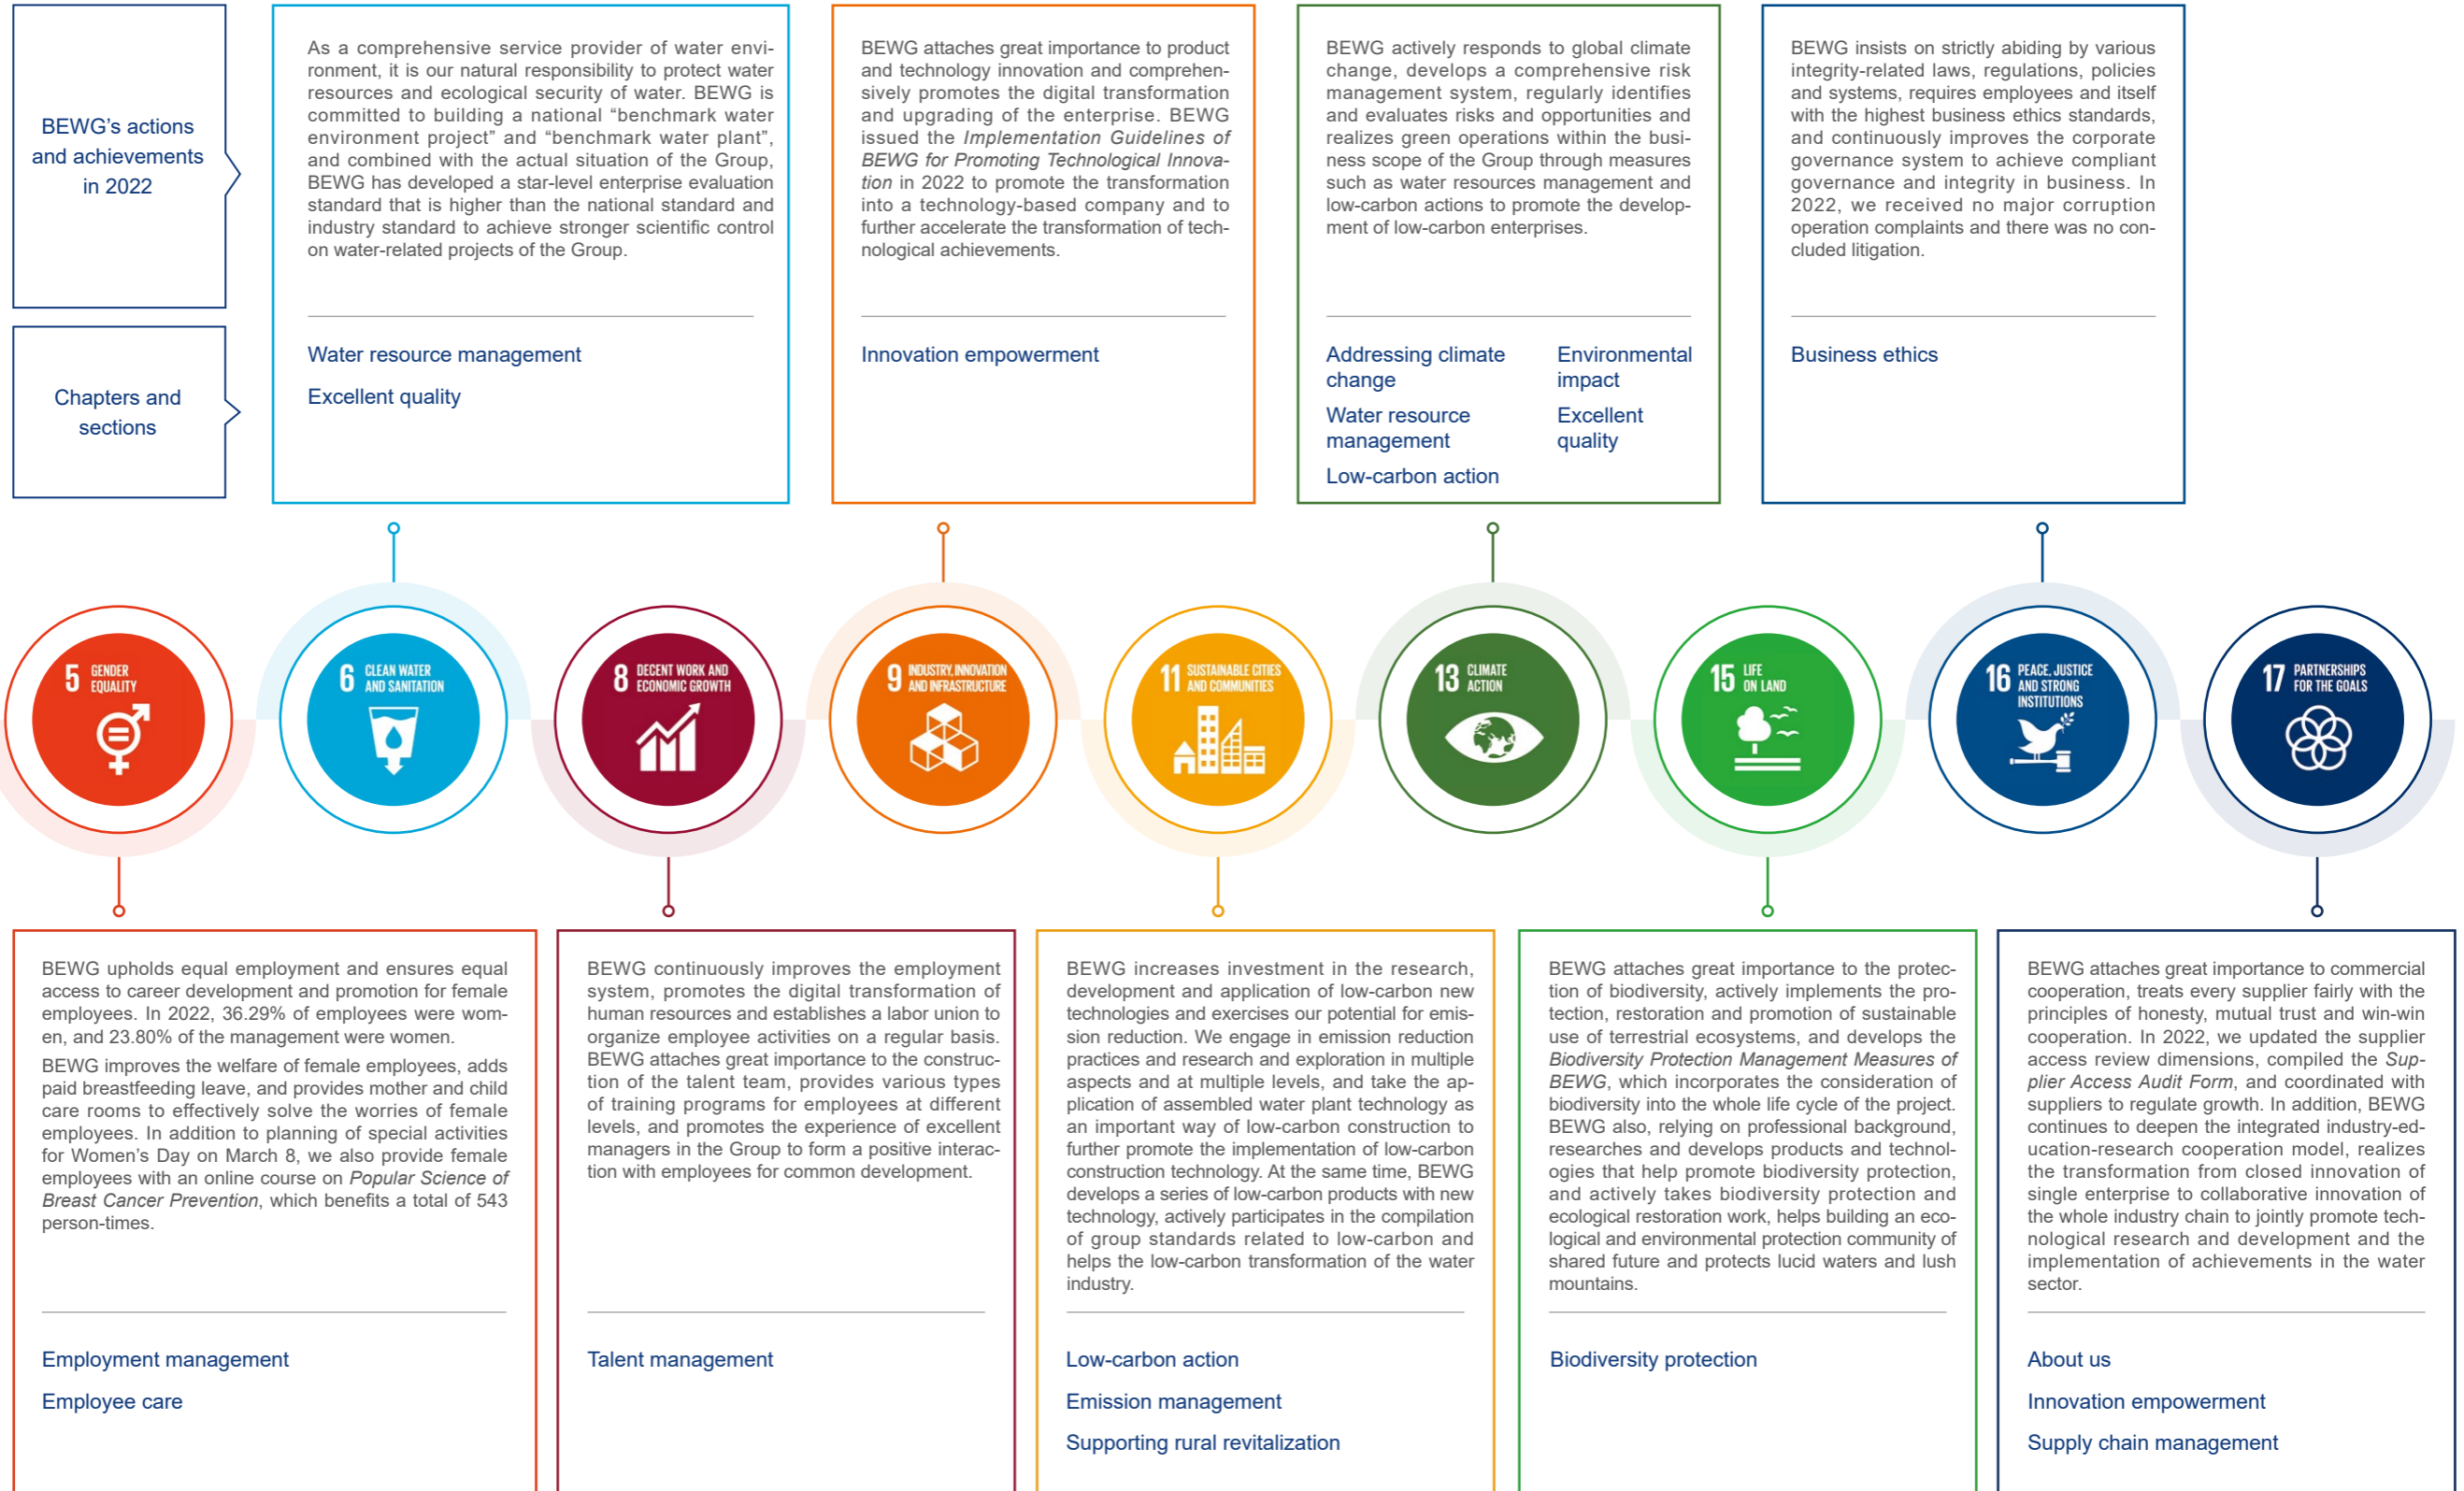 BEWG's actions
and achievements
in 2022
As a comprehensive service provider of water envi-
ronment, it is our natural responsibility to protect water
resources and ecological security of water. BEWG is
committed to building a national “benchmark water
environment project” and “benchmark water plant”,
and combined with the actual situation of the Group,
BEWG has developed a star-level enterprise evaluation
standard that is higher than the national standard and
industry standard to achieve stronger scientific control
on water-related projects of the Group.
BEWG attaches great importance to product
and technology innovation and comprehen-
sively promotes the digital transformation
and upgrading of the enterprise. BEWG
issued the Implementation Guidelines of
BEWG for Promoting Technological Innova-
tion in 2022 to promote the transformation
into a technology-based company and to
further accelerate the transformation of tech-
nological achievements.
BEWG actively responds to global climate
change, develops a comprehensive risk
management system, regularly identifies
and evaluates risks and opportunities and
realizes green operations within the busi-
ness scope of the Group through measures
such as water resources management and
low-carbon actions to promote the develop-
ment of low-carbon enterprises.
BEWG insists on strictly abiding by various
integrity-related laws, regulations, policies
and systems, requires employees and itself
with the highest business ethics standards,
and continuously improves the corporate
governance system to achieve compliant
governance and integrity in business. In
2022, we received no major corruption
operation complaints and there was no con-
cluded litigation.
Chapters and
sections
Water resource management
Excellent quality
Innovation empowerment
Addressing climate
change
Water resource
management
Low-carbon action
Environmental
impact
Excellent
quality
Business ethics
5 GENDER
EQUALITY
6 CLEAN WATER
AND SANITATION
8 DECENT WORK AND
ECONOMIC GROWTH
9 INDUSTRY, INNOVATION
AND INFRASTRUCTURE
11 SUSTAINABLE CITIES
AND COMMUNITIES
13 CLIMATE
ACTION
15 LIFE
ON LAND
16 PEACE, JUSTICE
AND STRONG
INSTITUTIONS
17 PARTNERSHIPS
FOR THE GOALS
BEWG upholds equal employment and ensures equal
access to career development and promotion for female
employees. In 2022, 36.29% of employees were wom-
en, and 23.80% of the management were women.
BEWG improves the welfare of female employees, adds
paid breastfeeding leave, and provides mother and child
care rooms to effectively solve the worries of female
employees. In addition to planning of special activities
for Women's Day on March 8, we also provide female
employees with an online course on Popular Science of
Breast Cancer Prevention, which benefits a total of 543
person-times.
Employment management
Employee care
BEWG continuously improves the employment
system, promotes the digital transformation of
human resources and establishes a labor union to
organize employee activities on a regular basis.
BEWG attaches great importance to the construc-
tion of the talent team, provides various types
of training programs for employees at different
levels, and promotes the experience of excellent
managers in the Group to form a positive interac-
tion with employees for common development.
Talent management
BEWG increases investment in the research,
development and application of low-carbon new
technologies and exercises our potential for emis-
sion reduction. We engage in emission reduction
practices and research and exploration in multiple
aspects and at multiple levels, and take the ap-
plication of assembled water plant technology as
an important way of low-carbon construction to
further promote the implementation of low-carbon
construction technology. At the same time, BEWG
develops a series of low-carbon products with new
technology, actively participates in the compilation
of group standards related to low-carbon and
helps the low-carbon transformation of the water
industry.
Low-carbon action
Emission management
Supporting rural revitalization
BEWG attaches great importance to the protec-
tion of biodiversity, actively implements the pro-
tection, restoration and promotion of sustainable
use of terrestrial ecosystems, and develops the
Biodiversity Protection Management Measures of
BEWG, which incorporates the consideration of
biodiversity into the whole life cycle of the project.
BEWG also, relying on professional background,
researches and develops products and technol-
ogies that help promote biodiversity protection,
and actively takes biodiversity protection and
ecological restoration work, helps building an eco-
logical and environmental protection community of
shared future and protects lucid waters and lush
mountains.
Biodiversity protection
BEWG attaches great importance to commercial
cooperation, treats every supplier fairly with the
principles of honesty, mutual trust and win-win
cooperation. In 2022, we updated the supplier
access review dimensions, compiled the Sup-
plier Access Audit Form, and coordinated with
suppliers to regulate growth. In addition, BEWG
continues to deepen the integrated industry-ed-
ucation-research cooperation model, realizes
the transformation from closed innovation of
single enterprise to collaborative innovation of
the whole industry chain to jointly promote tech-
nological research and development and the
implementation of achievements in the water
sector.
About us
Innovation empowerment
Supply chain management